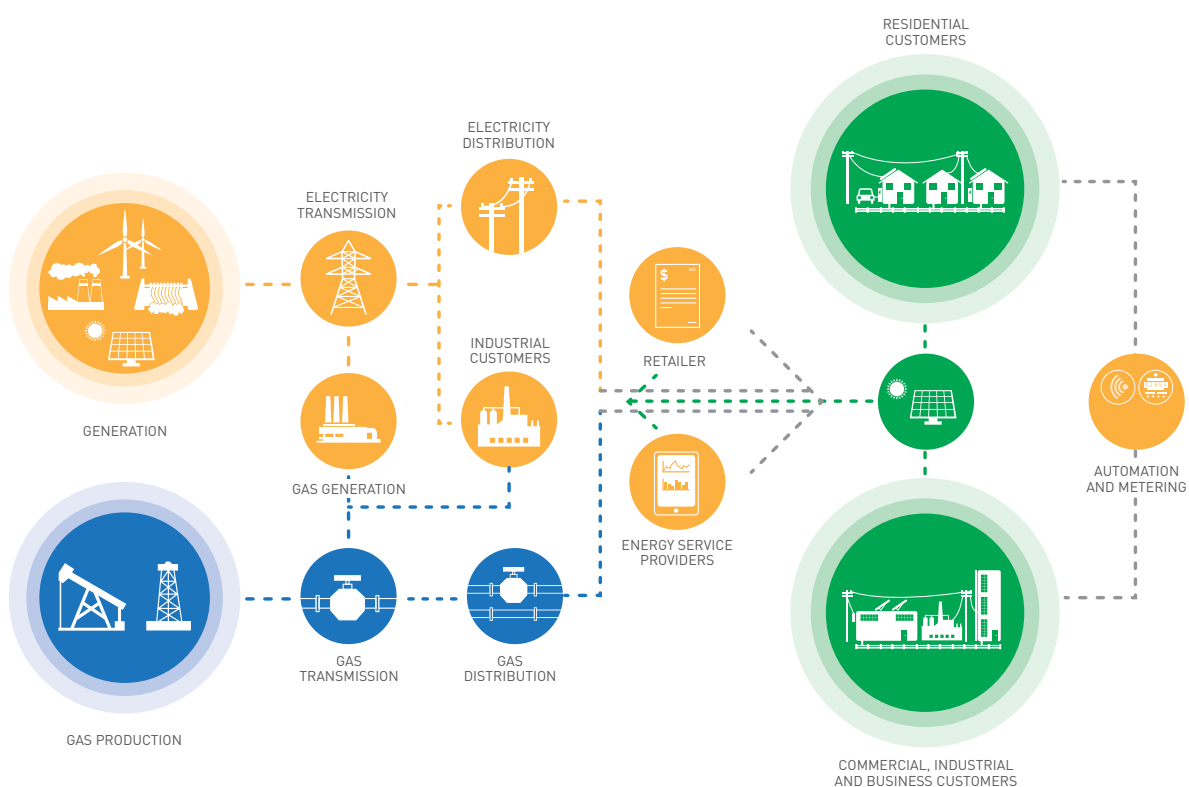 RESIDENTIAL
CUSTOMERS
ELECTRICITY
DISTRIBUTION
ELECTRICITY
TRANSMISSION
GENERATION
INDUSTRIAL
CUSTOMERS
$
RETAILER
GAS GENERATION
AUTOMATION
AND METERING
ENERGY SERVICE
PROVIDERS
GAS
TRANSMISSION
GAS
DISTRIBUTION
GAS PRODUCTION
COMMERCIAL, INDUSTRIAL
AND BUSINESS CUSTOMERS